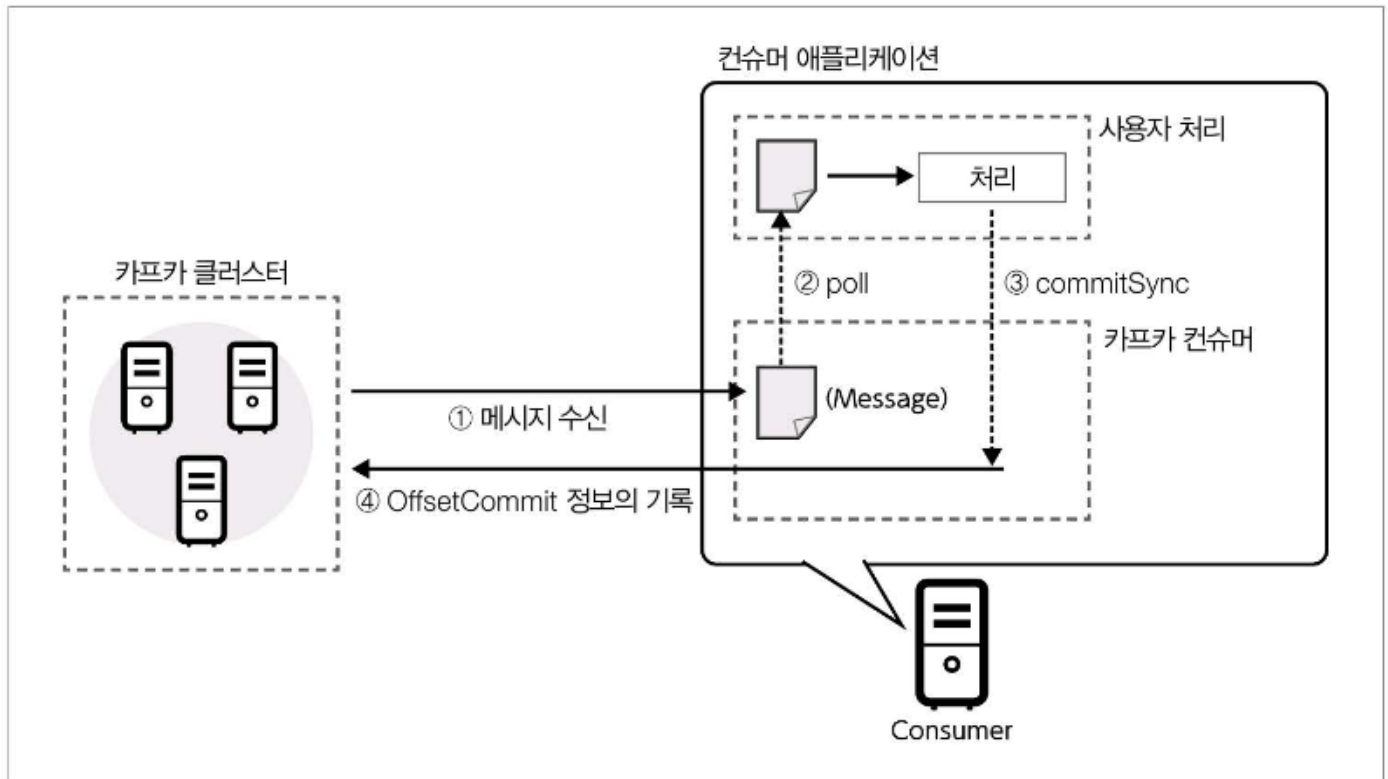 컨슈머 애플리케이션
사용자 처리
처리
카프카 클러스터
② poll
③ commitSync
카프카 컨슈머
(Message)
① 메시지 수신
④ OffsetCommit 정보의 기록
Consumer